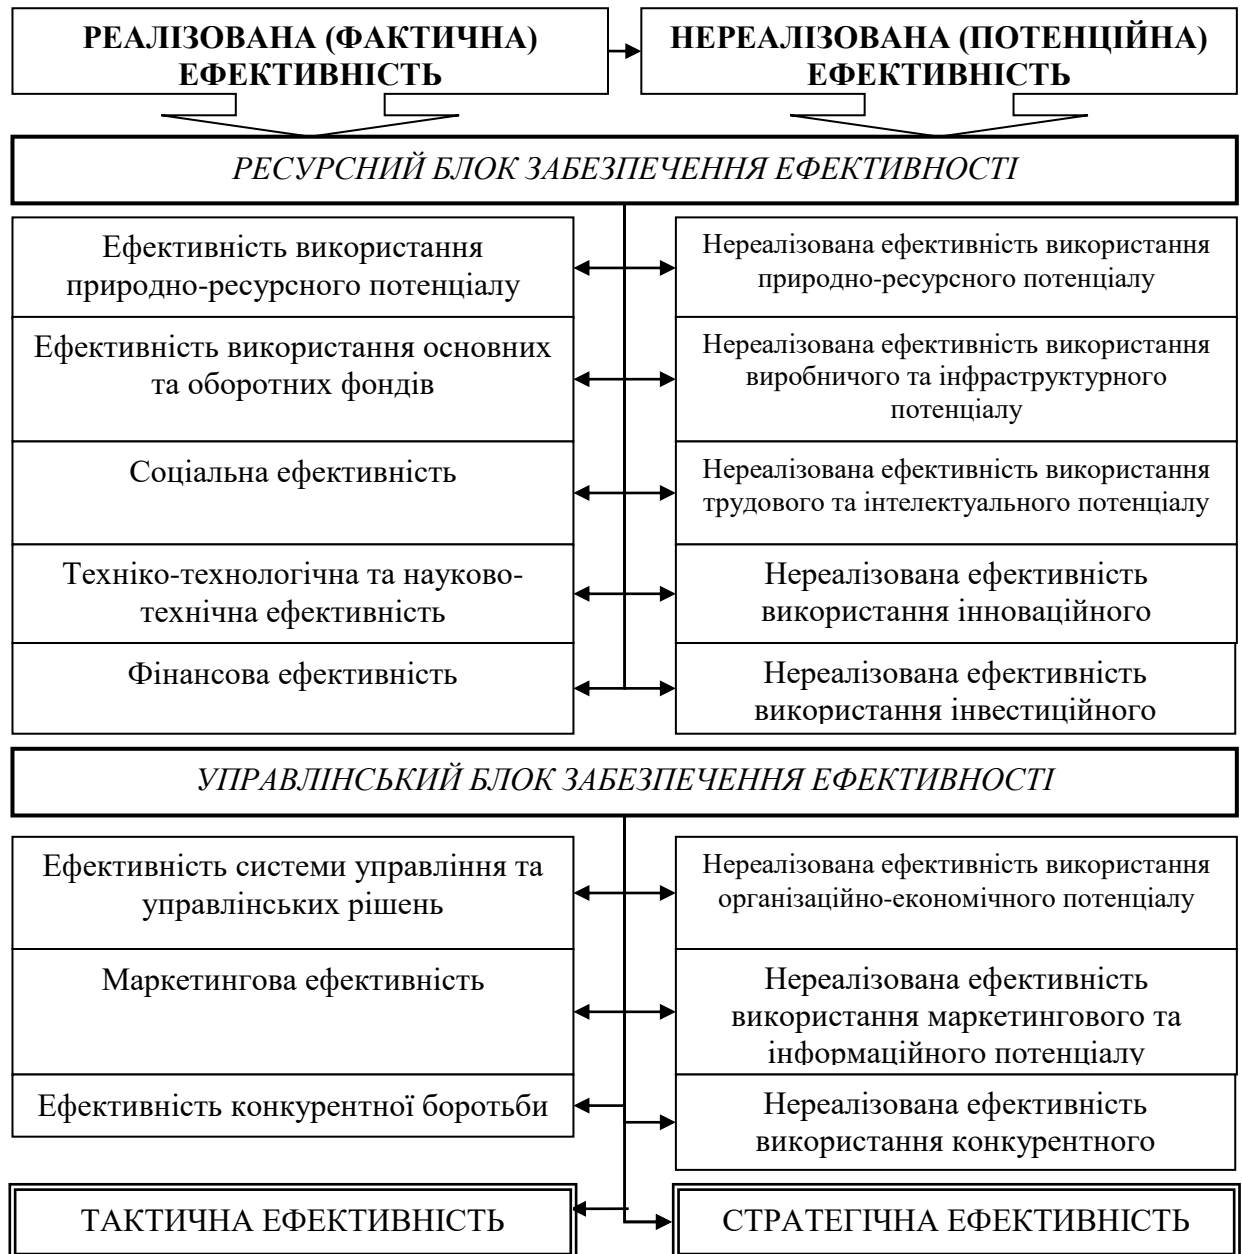 РЕАЛІЗОВАНА (ФАКТИЧНА)
ЕФЕКТИВНІСТЬ
НЕРЕАЛІЗОВАНА (ПОТЕНЦІЙНА)
ЕФЕКТИВНІСТЬ
РЕСУРСНИЙ БЛОК ЗАБЕЗПЕЧЕННЯ ЕФЕКТИВНОСТІ
Ефективність використання
природно-ресурсного потенціалу
Нереалізована ефективність використання
природно-ресурсного потенціалу
Ефективність використання основних
та оборотних фондів
Нереалізована ефективність використання
виробничого та інфраструктурного
потенціалу
Соціальна ефективність
Нереалізована ефективність використання
трудового та інтелектуального потенціалу
Техніко-технологічна та науково-
технічна ефективність
Нереалізована ефективність
використання інноваційного
Фінансова ефективність
Нереалізована ефективність
використання інвестиційного
УПРАВЛІНСЬКИЙ БЛОК ЗАБЕЗПЕЧЕННЯ ЕФЕКТИВНОСТІ
Ефективність системи управління та
управлінських рішень
Нереалізована ефективність використання
організаційно-економічного потенціалу
Маркетингова ефективність
Нереалізована ефективність
використання маркетингового та
інформаційного потенціалу
Ефективність конкурентної боротьби
Нереалізована ефективність
використання конкурентного
ТАКТИЧНА ЕФЕКТИВНІСТЬ
СТРАТЕГІЧНА ЕФЕКТИВНІСТЬ